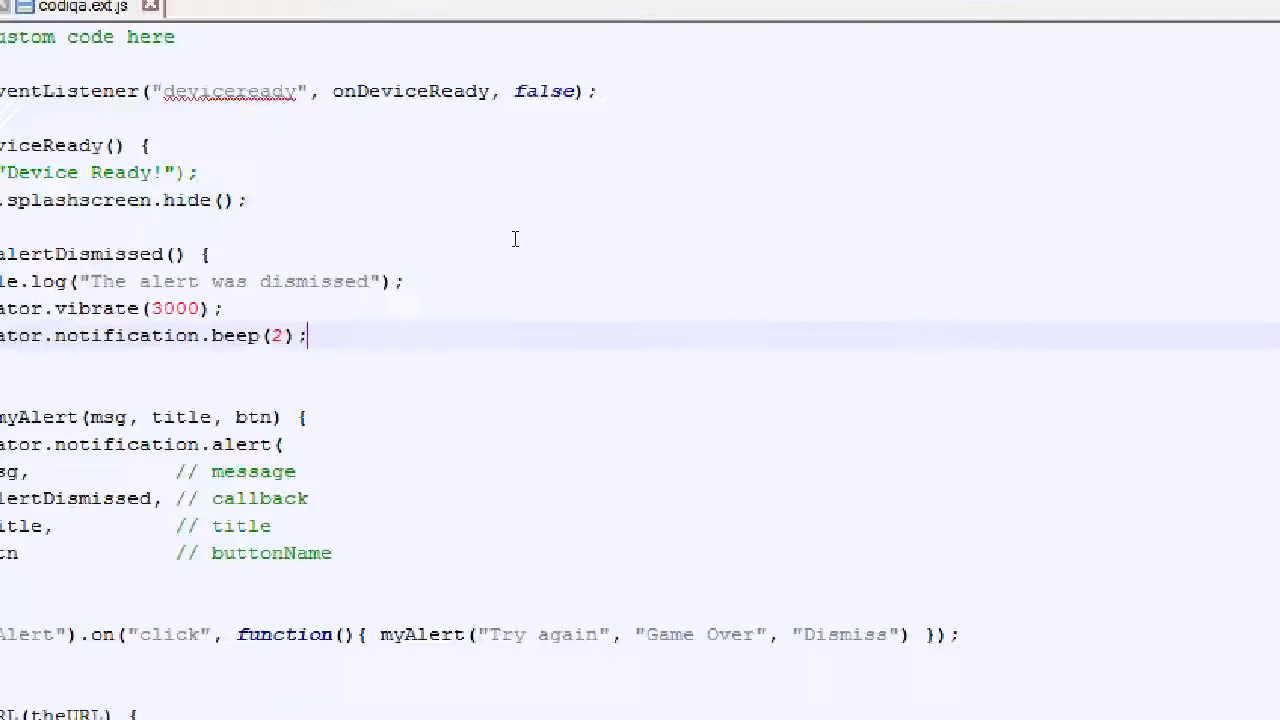 codiqa.ext.js
ustom code here
ventListener("deviceready", onDeviceReady, false);
viceReady() {
"Device Ready!");
.splashscreen.hide();
alertDismissed() {
le.log("The alert was dismissed");
ator.vibrate(3000);
ator.notification.beep(2);
myAlert(msg, title, btn) {
ator.notification.alert(
sg, // message
lertDismissed, // callback
itle, // title
tn // buttonName
Alert").on("click", function(){ myAlert("Try again", "Game Over", "Dismiss") });
RL(theURL) {